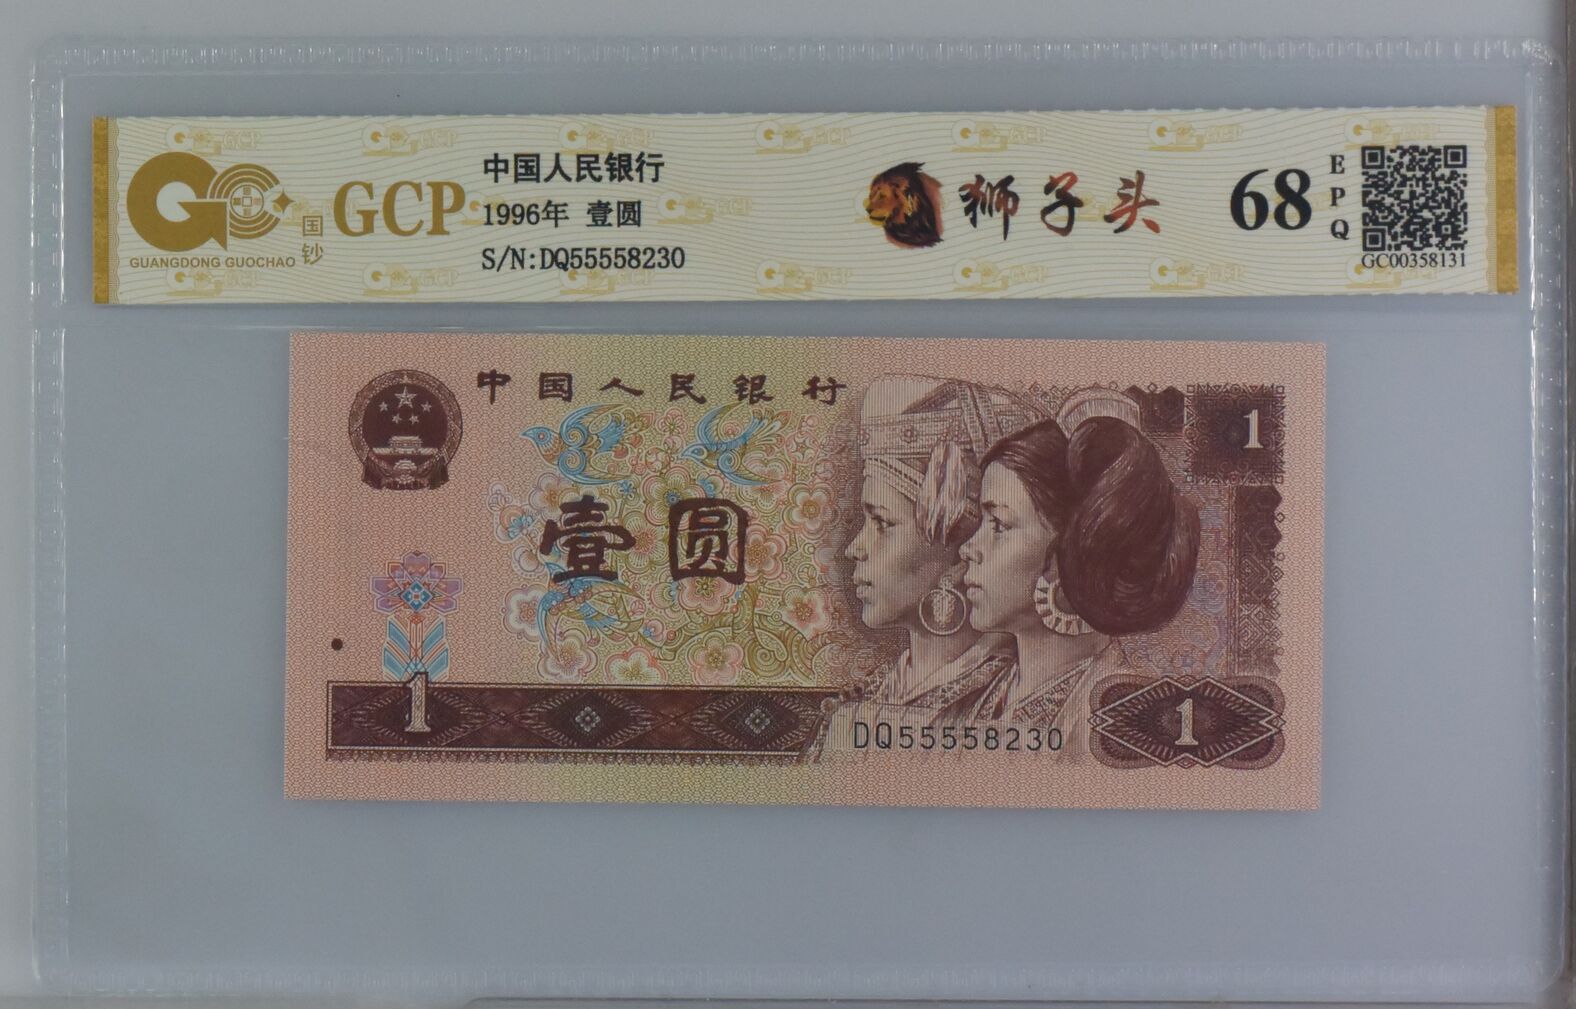 GCP
国钞
GUANGDONG GUOCHAO
中国人民银行
1996年 壹圆
S/N:DQ55558230
狮子头
68
EPQ
GC00358131
中国人民银行
1
壹圆
1
DQ55558230
1